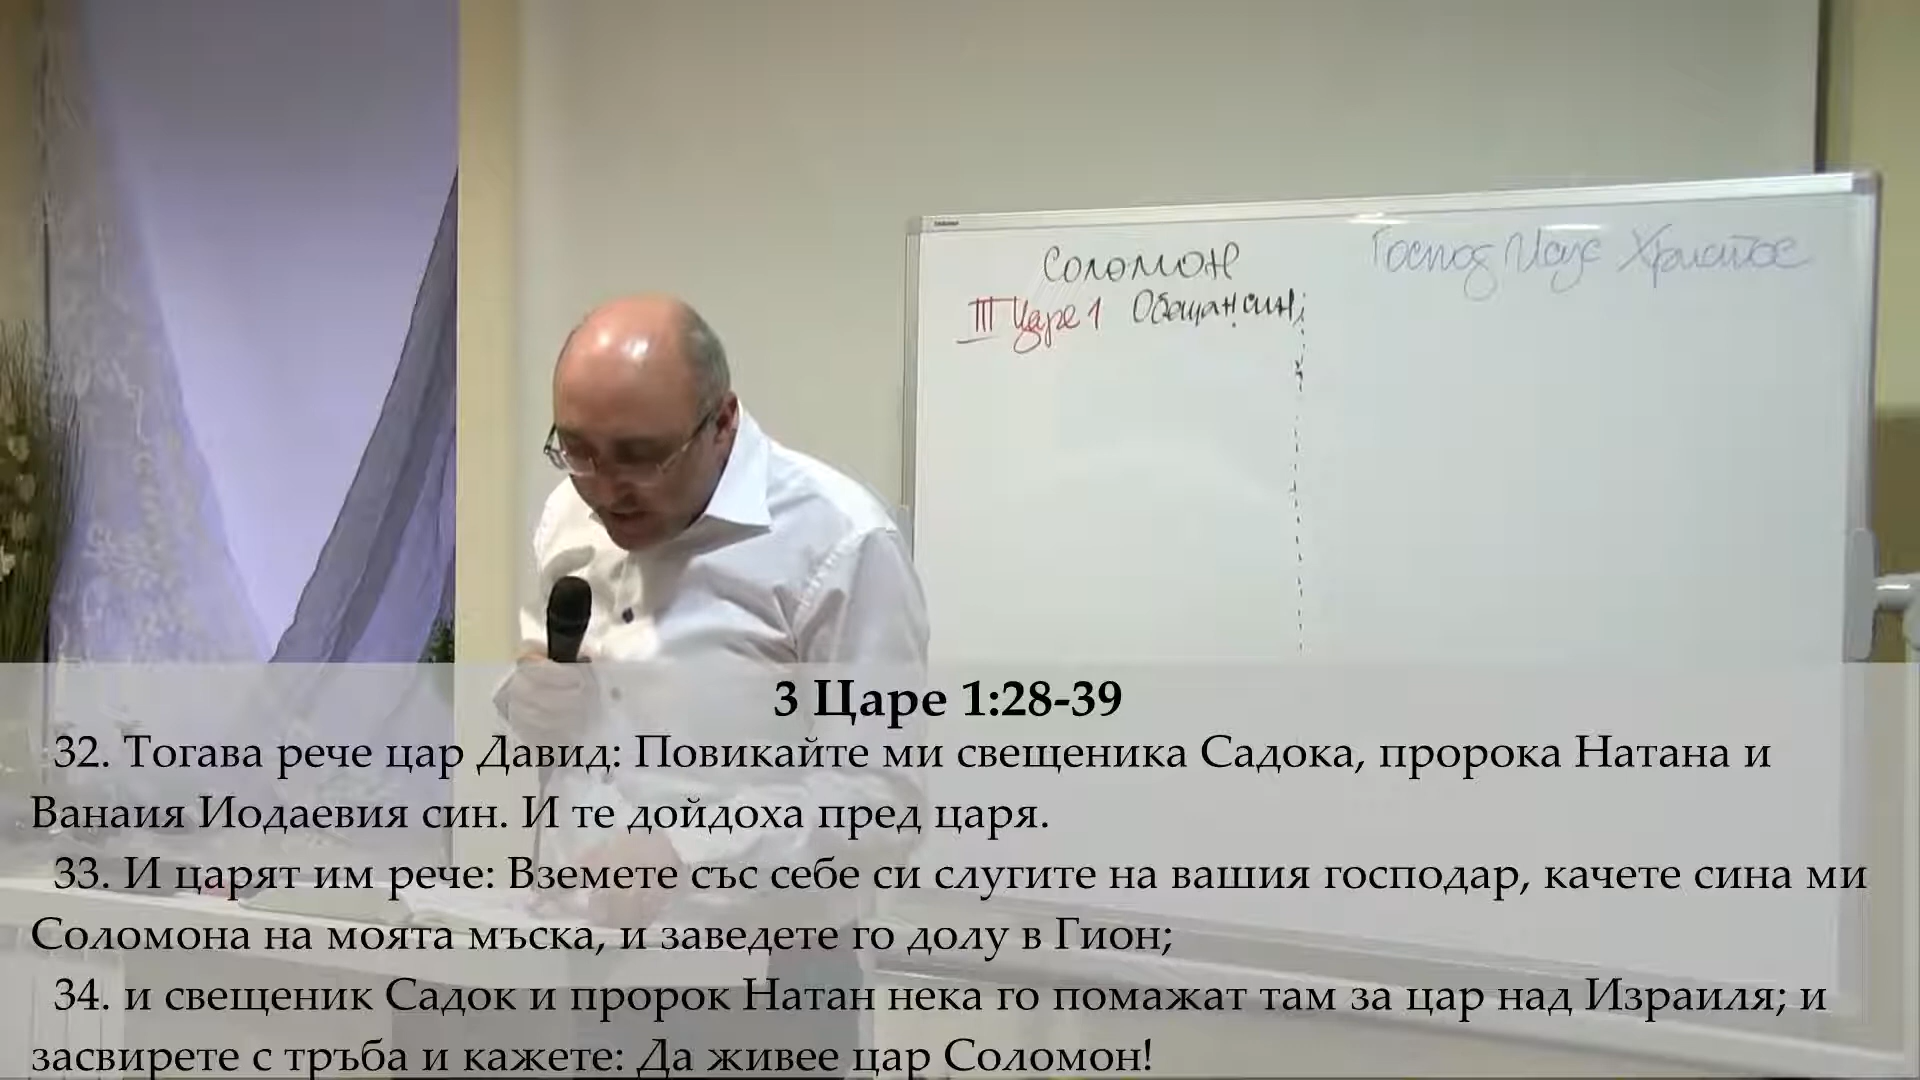 Соломон
Господ Исус Христос
III Царе 1 Обещан син
3 Царе 1:28-39
32. Тогава рече цар Давид: Повикайте ми свещеника Садока, пророка Натана и
Ванаия Иодаевия син. И те дойдоха пред царя.
33. И царят им рече: Вземете със себе си слугите на вашия господар, качете сина ми
Соломона на моята мъска, и заведете го долу в Гион;
34. и свещеник Садок и пророк Натан нека го помажат там за цар над Израиля; и
засвирете с тръба и кажете: Да живее цар Соломон!